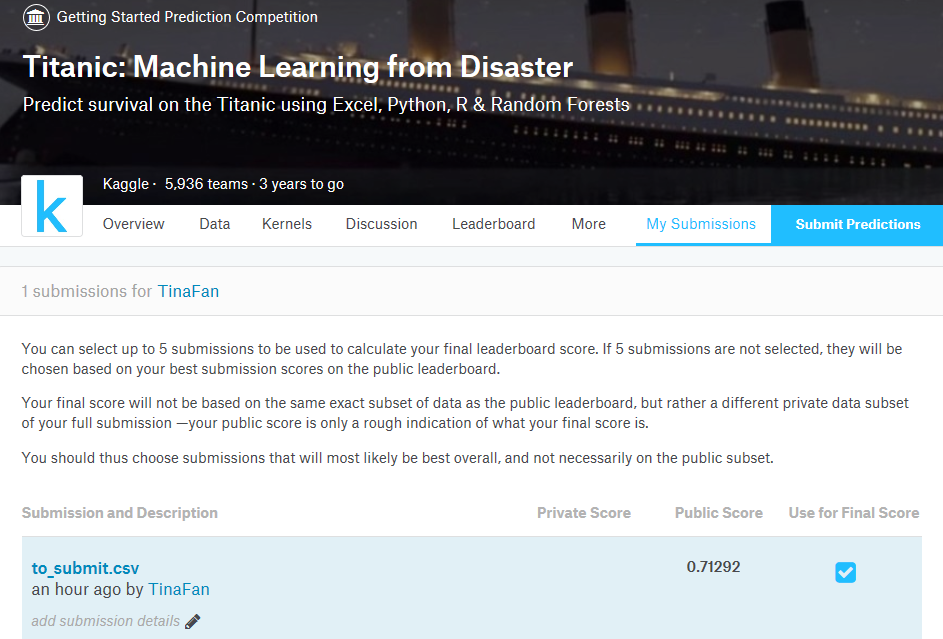 Getting Started Prediction Competition
Titanic: Machine Learning from Disaster
Predict survival on the Titanic using Excel, Python, R & Random Forests
k
Kaggle · 5,936 teams · 3 years to go
Overview Data Kernels Discussion Leaderboard More My Submissions Submit Predictions
1 submissions for TinaFan
You can select up to 5 submissions to be used to calculate your final leaderboard score. If 5 submissions are not selected, they will be
chosen based on your best submission scores on the public leaderboard.
Your final score will not be based on the same exact subset of data as the public leaderboard, but rather a different private data subset
of your full submission —your public score is only a rough indication of what your final score is.
You should thus choose submissions that will most likely be best overall, and not necessarily on the public subset.
Submission and Description Private Score Public Score Use for Final Score
to_submit.csv 0.71292
an hour ago by TinaFan
add submission details